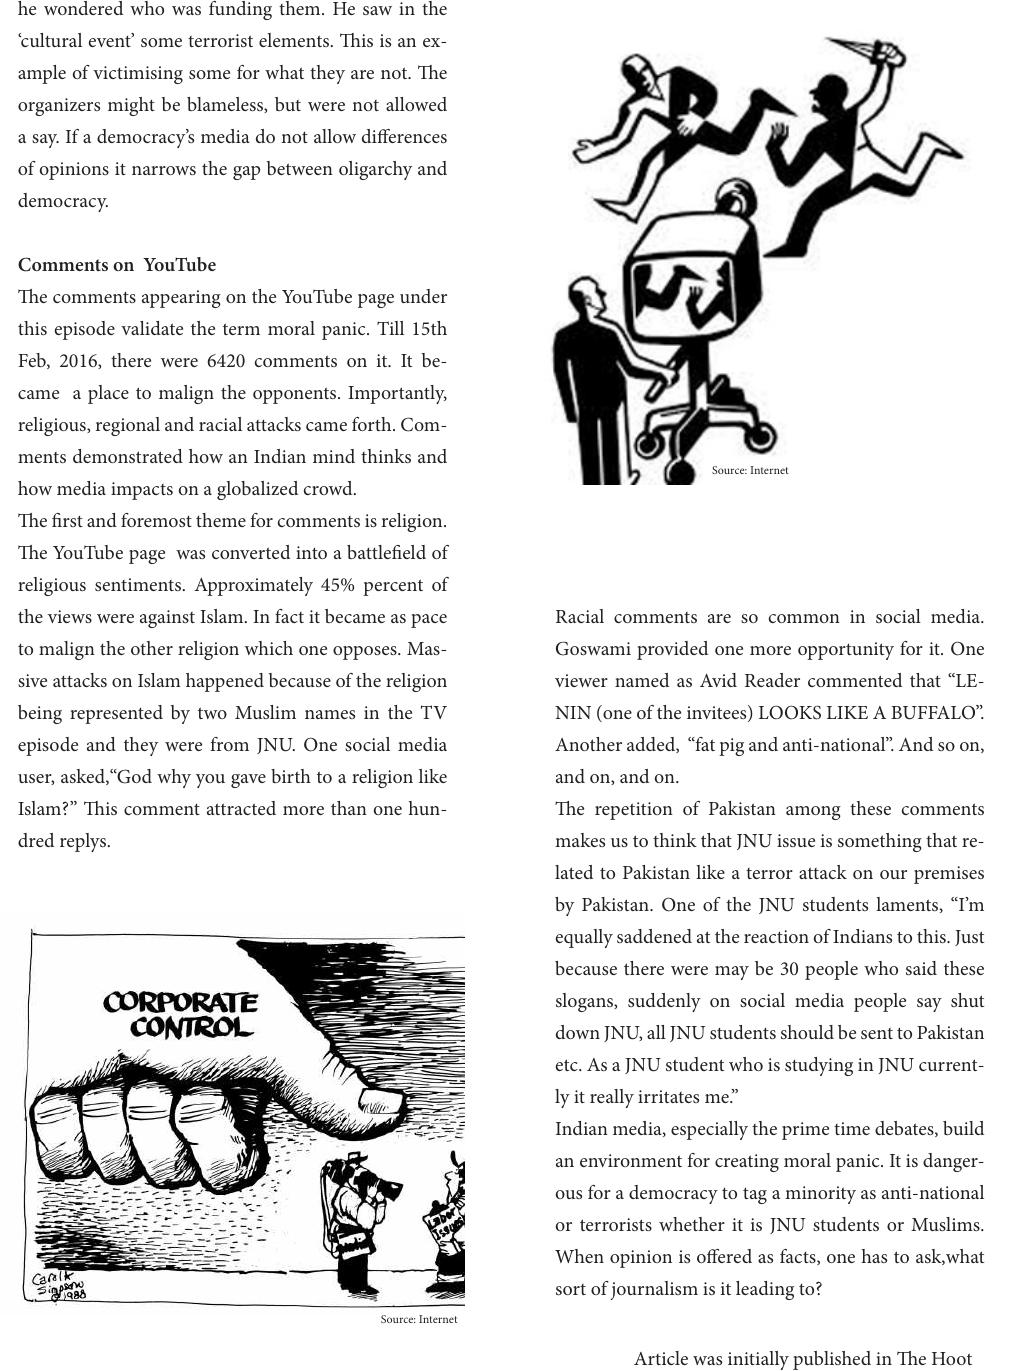 he wondered who was funding them. He saw in the
‘cultural event’ some terrorist elements. This is an ex-
ample of victimising some for what they are not. The
organizers might be blameless, but were not allowed
a say. If a democracy’s media do not allow differences
of opinions it narrows the gap between oligarchy and
democracy.
Comments on YouTube
The comments appearing on the YouTube page under
this episode validate the term moral panic. Till 15th
Feb, 2016, there were 6420 comments on it. It be-
came a place to malign the opponents. Importantly,
religious, regional and racial attacks came forth. Com-
ments demonstrated how an Indian mind thinks and
how media impacts on a globalized crowd.
The first and foremost theme for comments is religion.
The YouTube page was converted into a battlefield of
religious sentiments. Approximately 45% percent of
the views were against Islam. In fact it became as pace
to malign the other religion which one opposes. Mas-
sive attacks on Islam happened because of the religion
being represented by two Muslim names in the TV
episode and they were from JNU. One social media
user, asked,“God why you gave birth to a religion like
Islam?” This comment attracted more than one hun-
dred replys.
CORPORATE
CONTROL
Media
Labor
Issues
Carol *
Simpson
© 1988
Source: Internet
Source: Internet
Racial comments are so common in social media.
Goswami provided one more opportunity for it. One
viewer named as Avid Reader commented that “LE-
NIN (one of the invitees) LOOKS LIKE A BUFFALO”.
Another added, “fat pig and anti-national”. And so on,
and on, and on.
The repetition of Pakistan among these comments
makes us to think that JNU issue is something that re-
lated to Pakistan like a terror attack on our premises
by Pakistan. One of the JNU students laments, “I’m
equally saddened at the reaction of Indians to this. Just
because there were may be 30 people who said these
slogans, suddenly on social media people say shut
down JNU, all JNU students should be sent to Pakistan
etc. As a JNU student who is studying in JNU current-
ly it really irritates me.”
Indian media, especially the prime time debates, build
an environment for creating moral panic. It is danger-
ous for a democracy to tag a minority as anti-national
or terrorists whether it is JNU students or Muslims.
When opinion is offered as facts, one has to ask,what
sort of journalism is it leading to?
Article was initially published in The Hoot